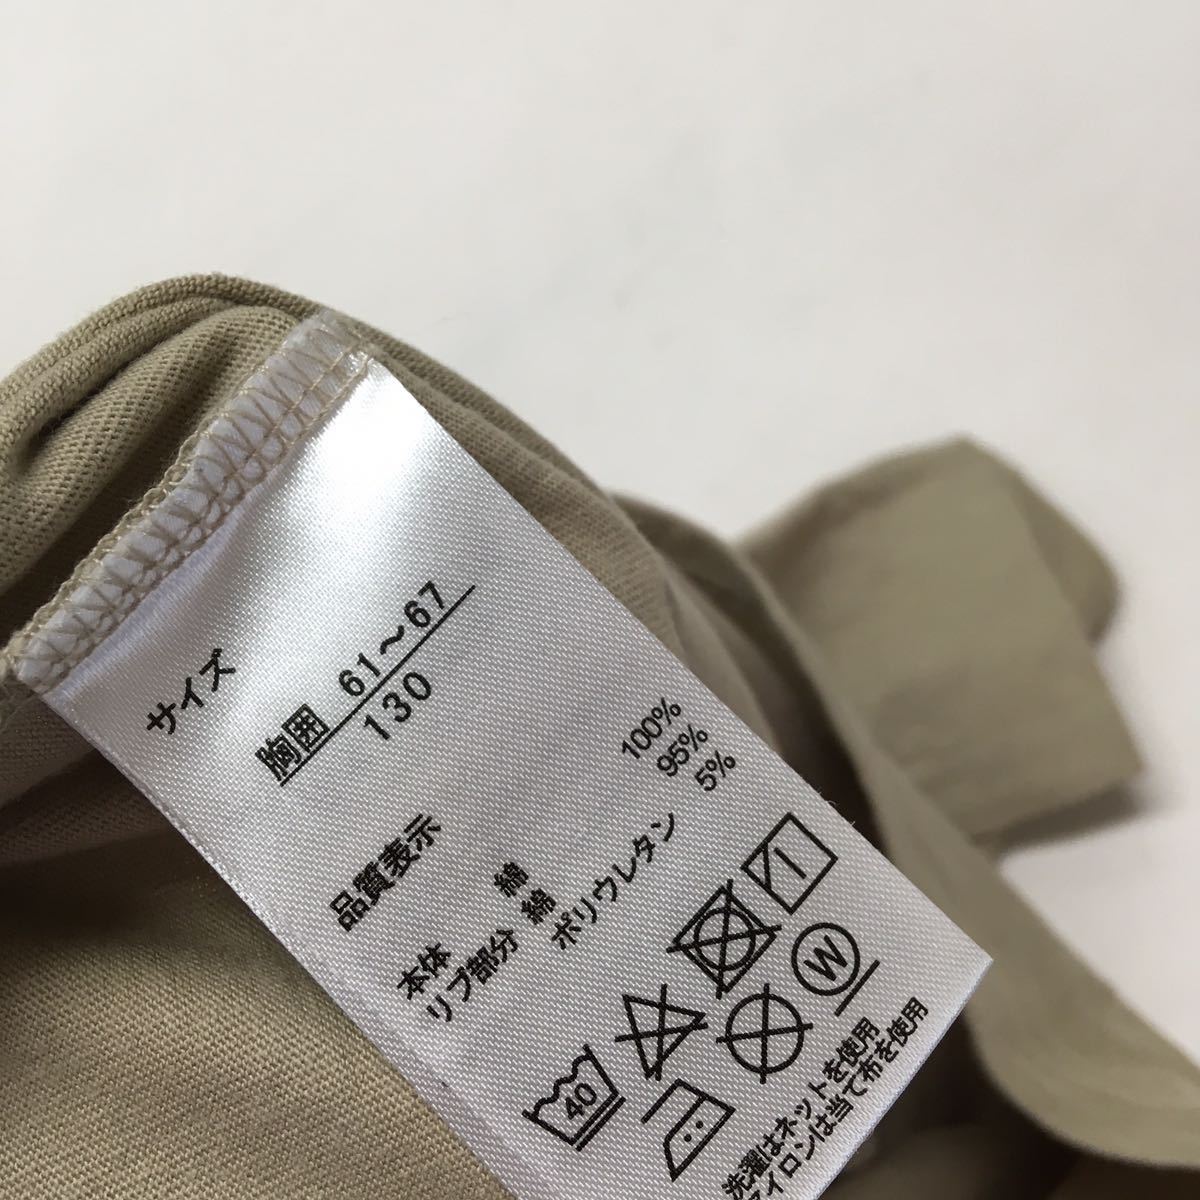 サイズ
胸囲 61〜67
130
品質表示
本体 綿 100%
リブ部分 綿 95%
ポリウレタン 5%
40
W
洗濯はネットを使用
アイロンは当て布を使用